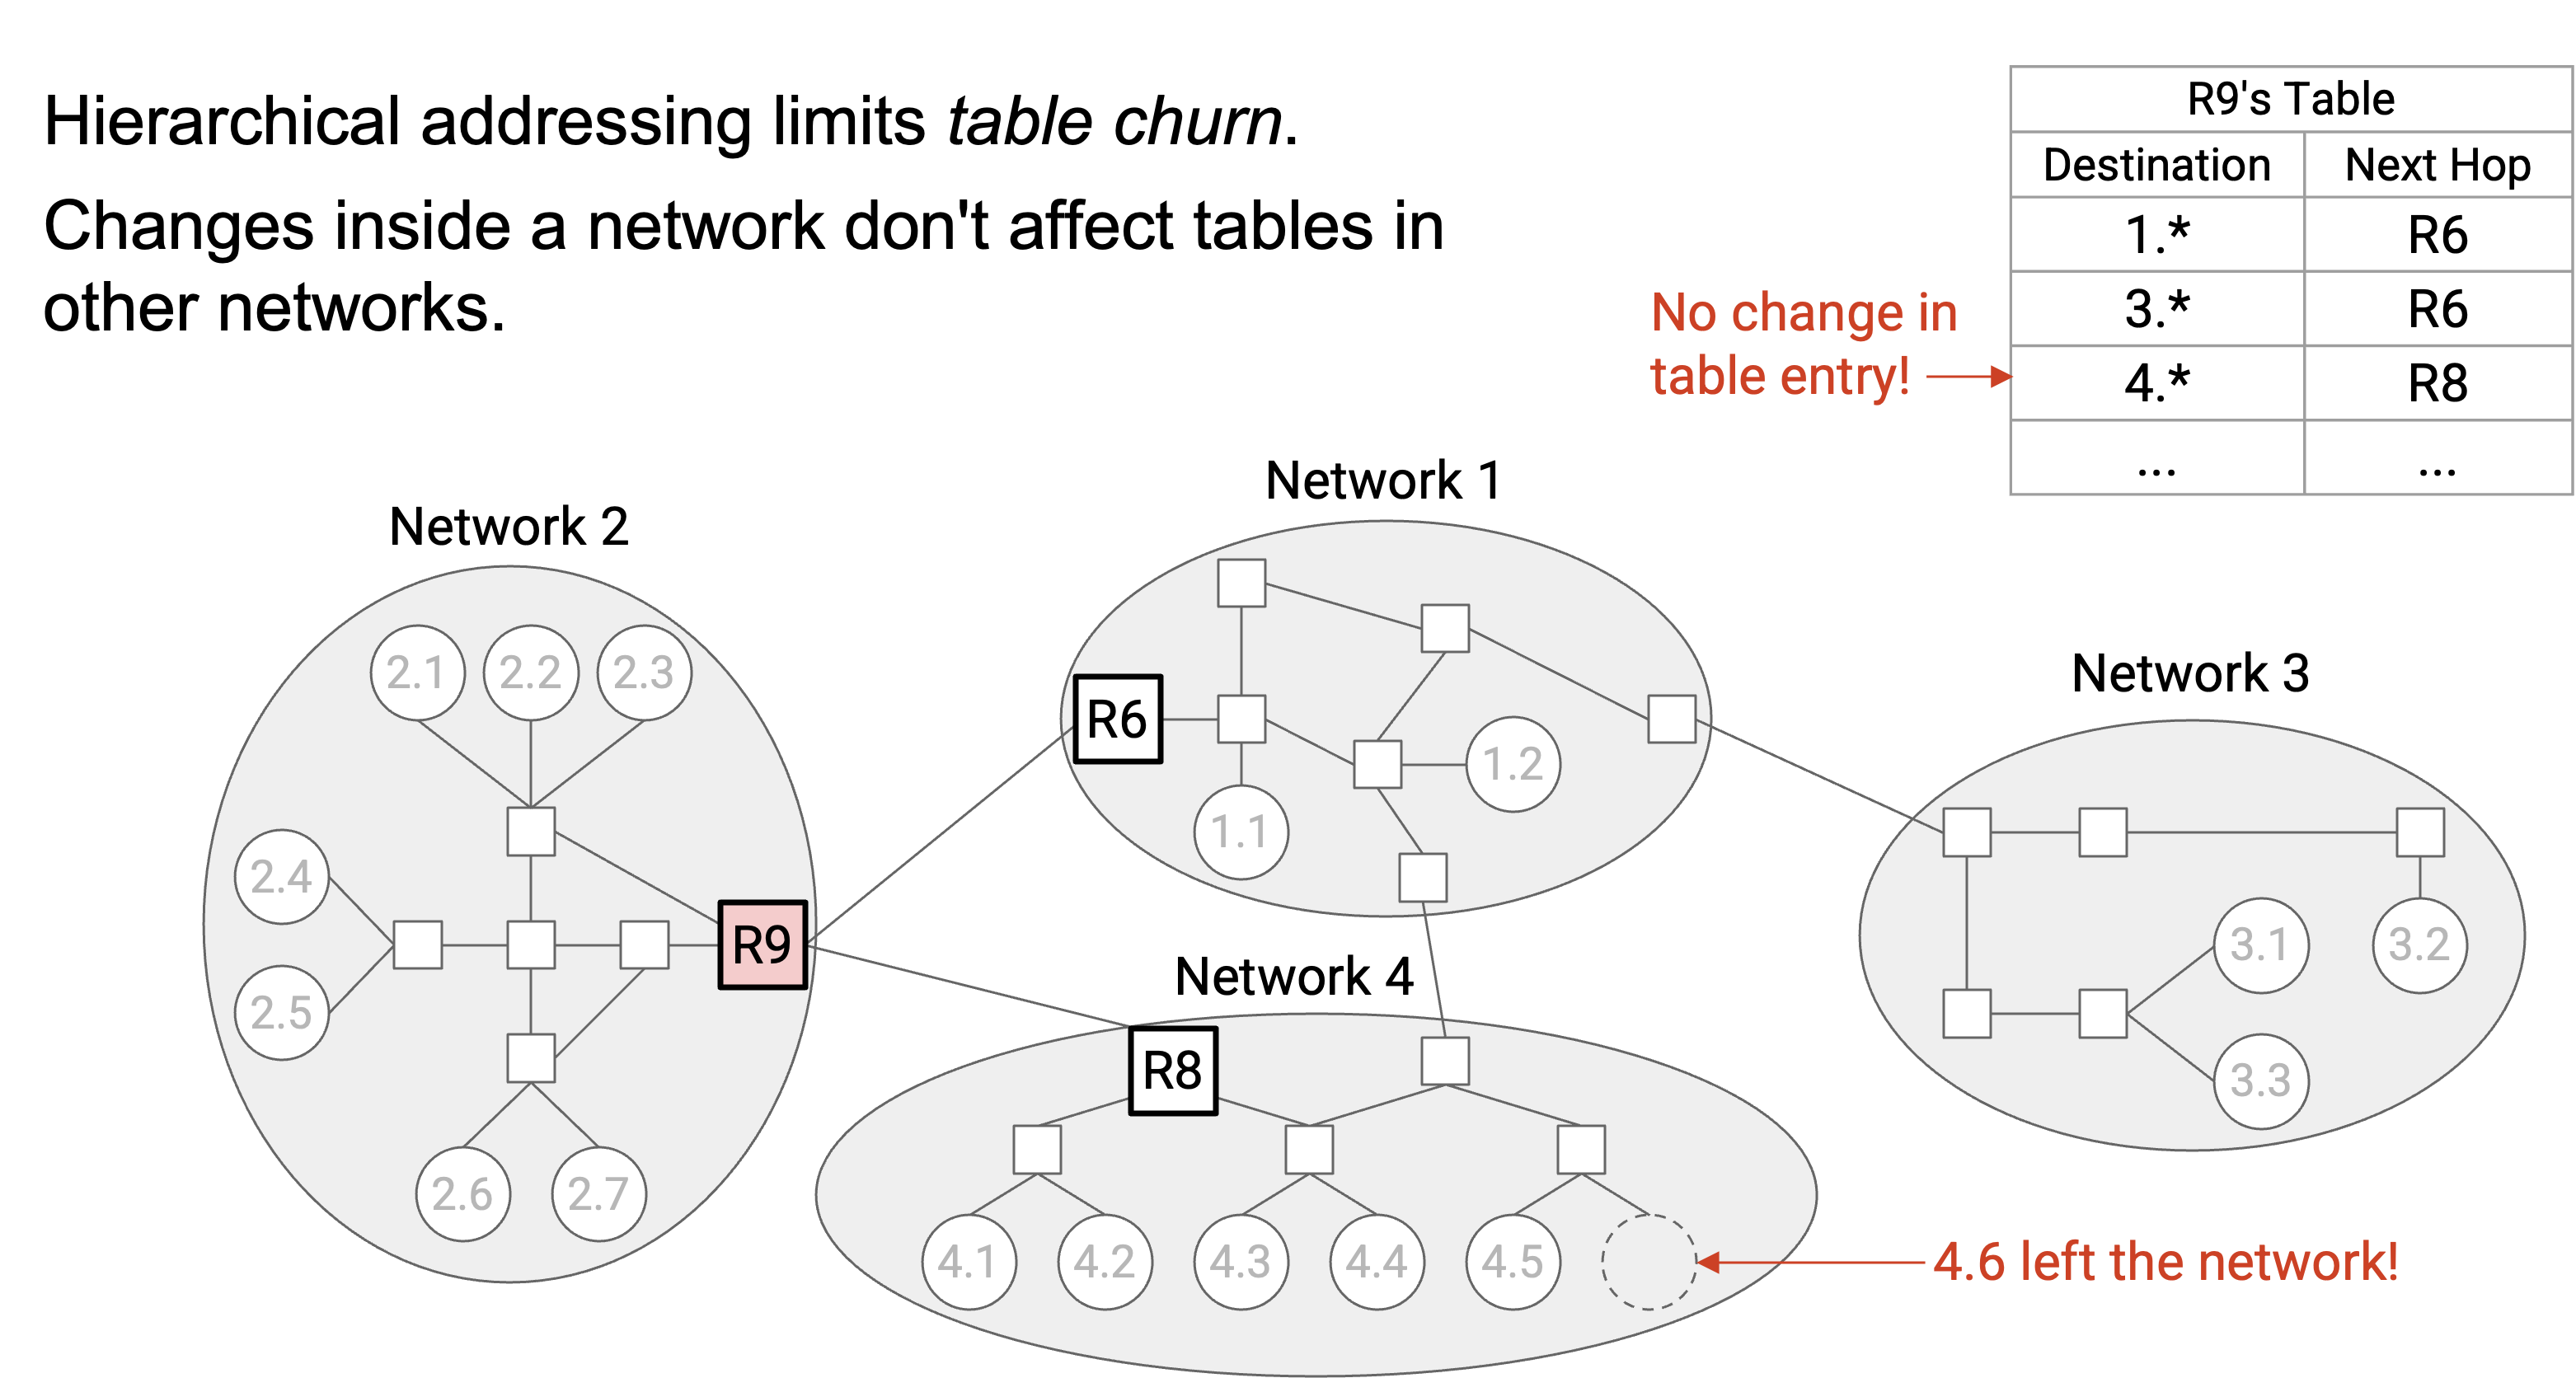 Hierarchical addressing limits table churn.
Changes inside a network don't affect tables in
other networks.
R9's Table
Destination Next Hop
1.* R6
3.* R6
4.* R8
... ...
No change in
table entry!
Network 2
2.1 2.2 2.3
2.4
2.5
R9
2.6 2.7
Network 1
R6
1.2
1.1
Network 3
3.1 3.2
3.3
Network 4
R8
4.1 4.2 4.3 4.4 4.5
4.6 left the network!